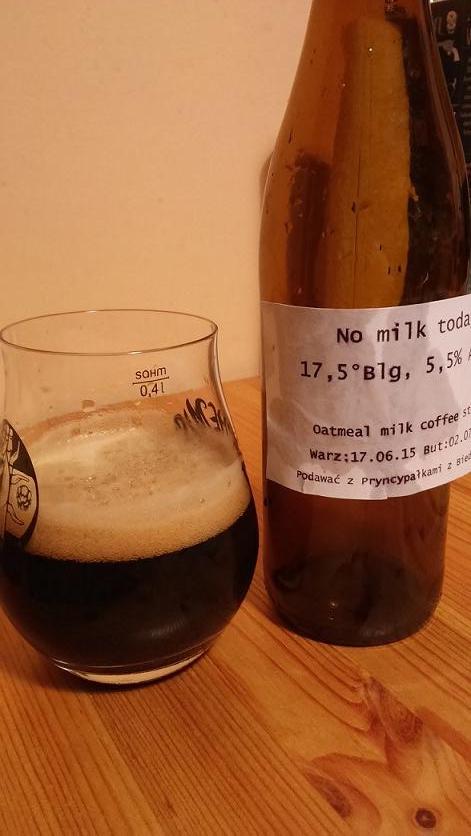 sahm
0,4l
No milk toda
17,5°Blg, 5,5% A
Oatmeal milk coffee st
Warz:17.06.15 But:02.07
Podawać z Pryncypałkami z Bied